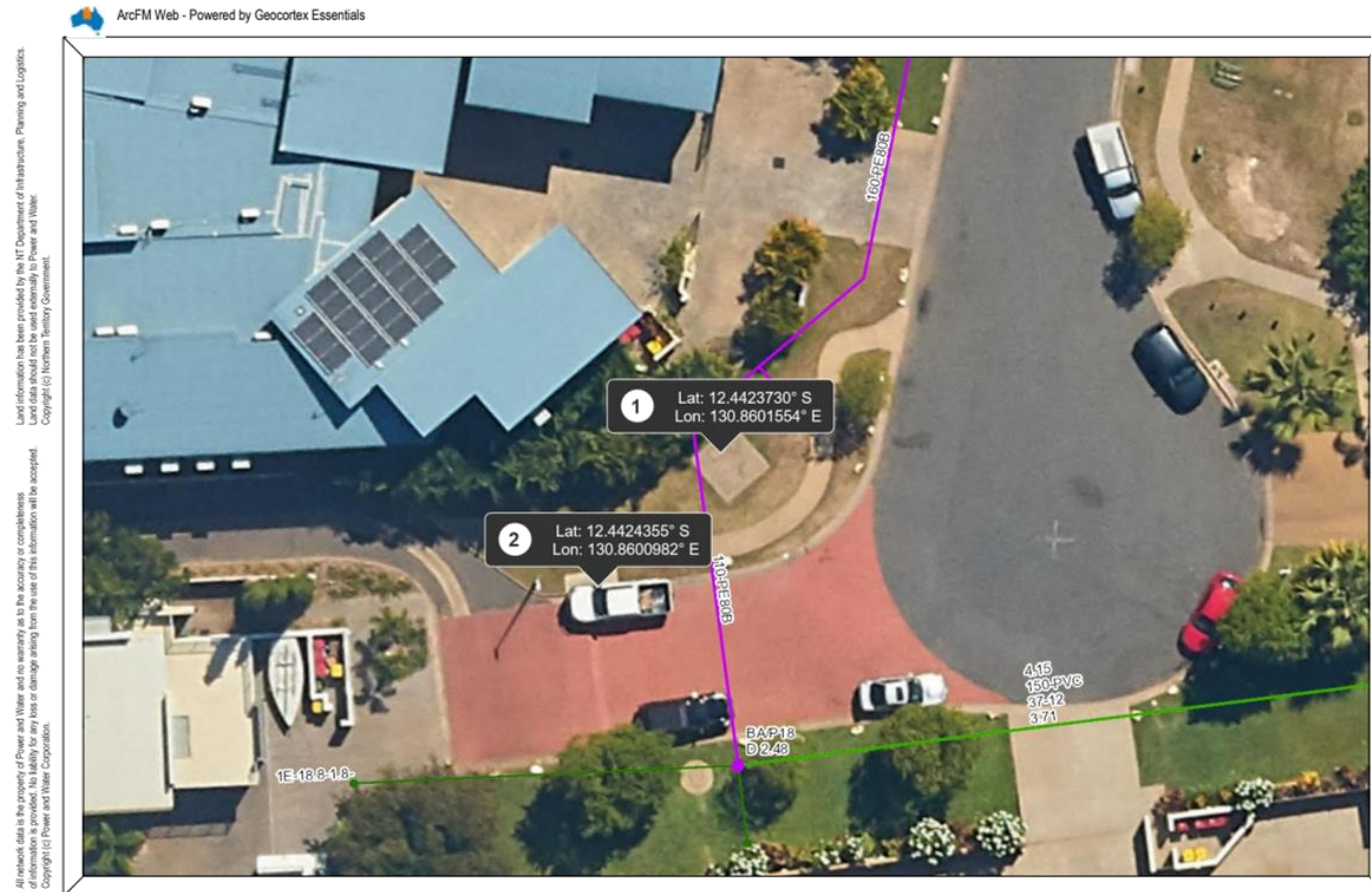 ArcFM Web - Powered by Geocortex Essentials
Land information has been provided by the NT Department of Infrastructure, Planning and Logistics.
Land data should not be used externally to Power and Water.
Copyright (c) Northern Territory Government.
All network data is the property of Power and Water and no warranty as to the accuracy or completeness
of information is provided. No liability for any loss or damage arising from the use of this information will be accepted.
Copyright (c) Power and Water Corporation.
160-PE80B
1
Lat: 12.4423730° S
Lon: 130.8601554° E
2
Lat: 12.4424355° S
Lon: 130.8600982° E
110-PE80B
4.15
150-PVC
37-12
3.71
BA/P18
D 2.48
1E-18.8-1.8-